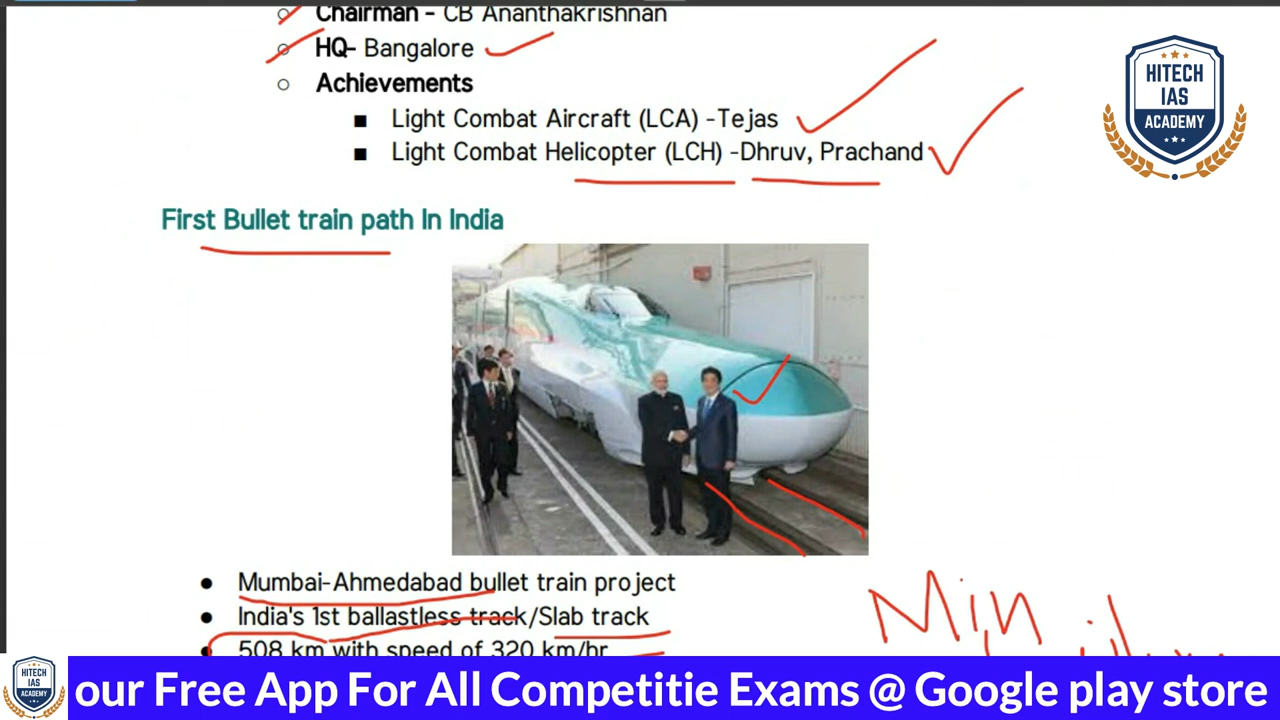 Chairman - CB Ananthakrishnan
HQ- Bangalore
Achievements
Light Combat Aircraft (LCA) -Tejas
Light Combat Helicopter (LCH) -Dhruv, Prachand
HITECH
IAS
ACADEMY
First Bullet train path In India
Mumbai-Ahmedabad bullet train project
India's 1st ballastless track/Slab track
508 km with speed of 320 km/hr
Min
HITECH
IAS
ACADEMY
our Free App For All Competitie Exams @ Google play store